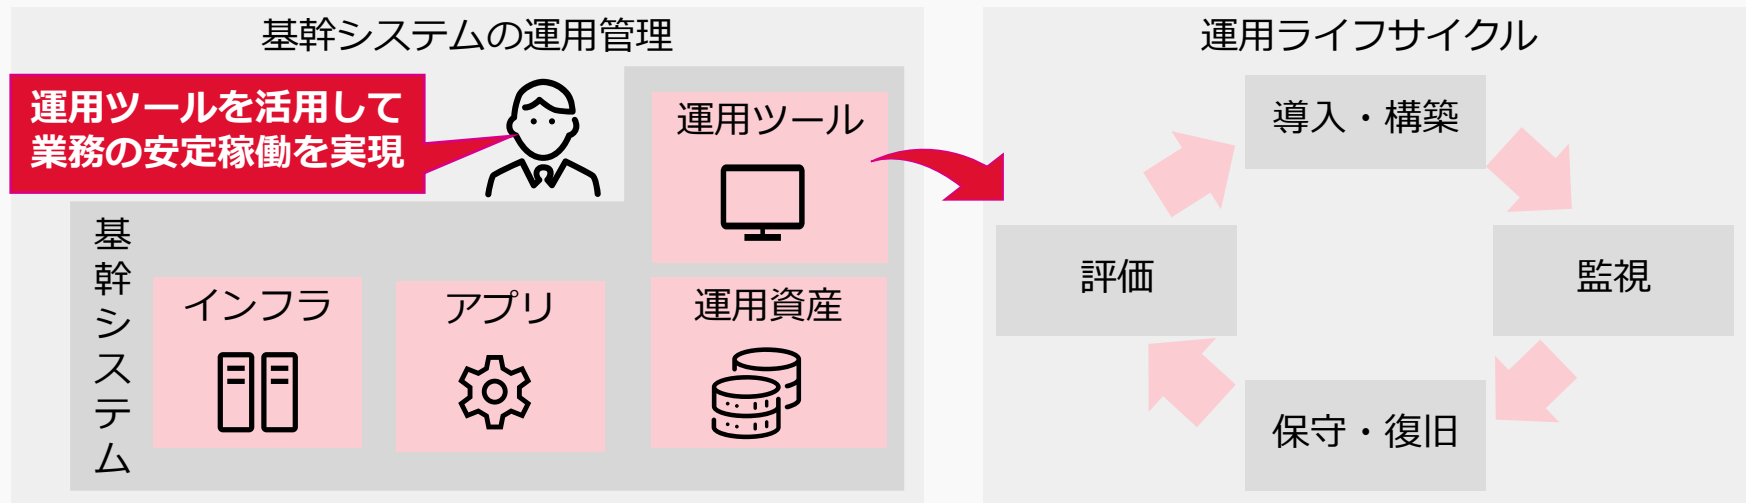 基幹システムの運用管理
運用ツールを活用して
業務の安定稼働を実現
運用ツール
基幹システム
インフラ
アプリ
運用資産
運用ライフサイクル
導入・構築
評価
監視
保守・復旧